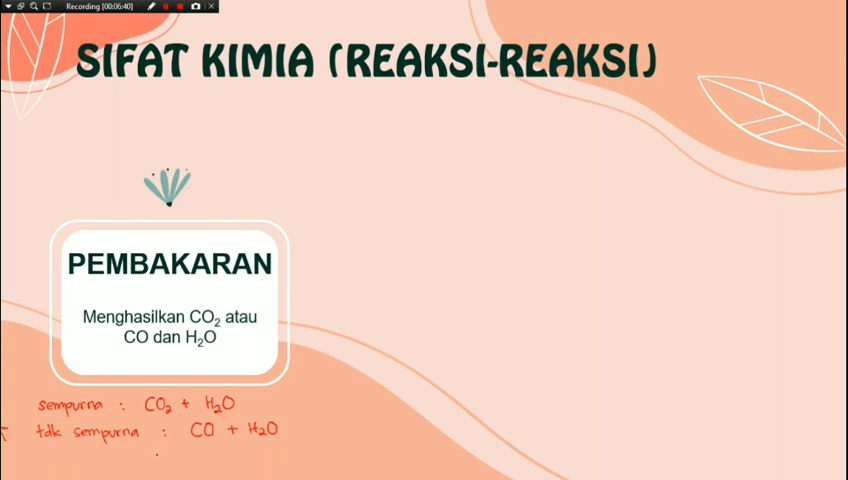 Recording [00:06:40]
SIFAT KIMIA (REAKSI-REAKSI)
PEMBAKARAN
Menghasilkan CO₂ atau
CO dan H₂O
sempurna : CO₂ + H₂O
tdk sempurna : CO + H₂O